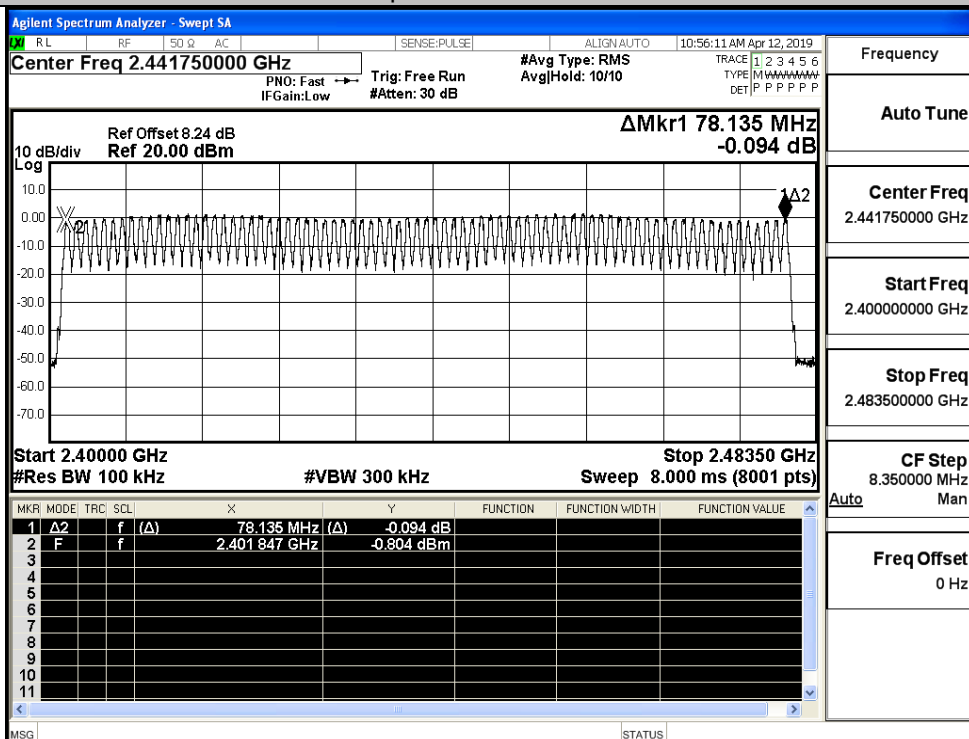 Agilent Spectrum Analyzer - Swept SA
LXI RL RF 50 Ω AC SENSE:PULSE ALIGN AUTO 10:56:11 AM Apr 12, 2019
Center Freq 2.441750000 GHz
PNO: Fast
IFGain:Low
Trig: Free Run
#Atten: 30 dB
#Avg Type: RMS
Avg|Hold: 10/10
TRACE 1 2 3 4 5 6
TYPE M WWWWW
DET P P P P P P
Ref Offset 8.24 dB
10 dB/div Ref 20.00 dBm
Log
ΔMkr1 78.135 MHz
-0.094 dB
10.0
0.00
-10.0
-20.0
-30.0
-40.0
-50.0
-60.0
-70.0
2
1Δ2
Start 2.40000 GHz Stop 2.48350 GHz
#Res BW 100 kHz #VBW 300 kHz Sweep 8.000 ms (8001 pts)
MKR MODE TRC SCL X Y FUNCTION FUNCTION WIDTH FUNCTION VALUE
1 Δ2 f (Δ) 78.135 MHz (Δ) -0.094 dB
2 F f 2.401 847 GHz -0.804 dBm
3
4
5
6
7
8
9
10
11
MSG STATUS
Frequency
Auto Tune
Center Freq
2.441750000 GHz
Start Freq
2.400000000 GHz
Stop Freq
2.483500000 GHz
CF Step
8.350000 MHz
Auto Man
Freq Offset
0 Hz